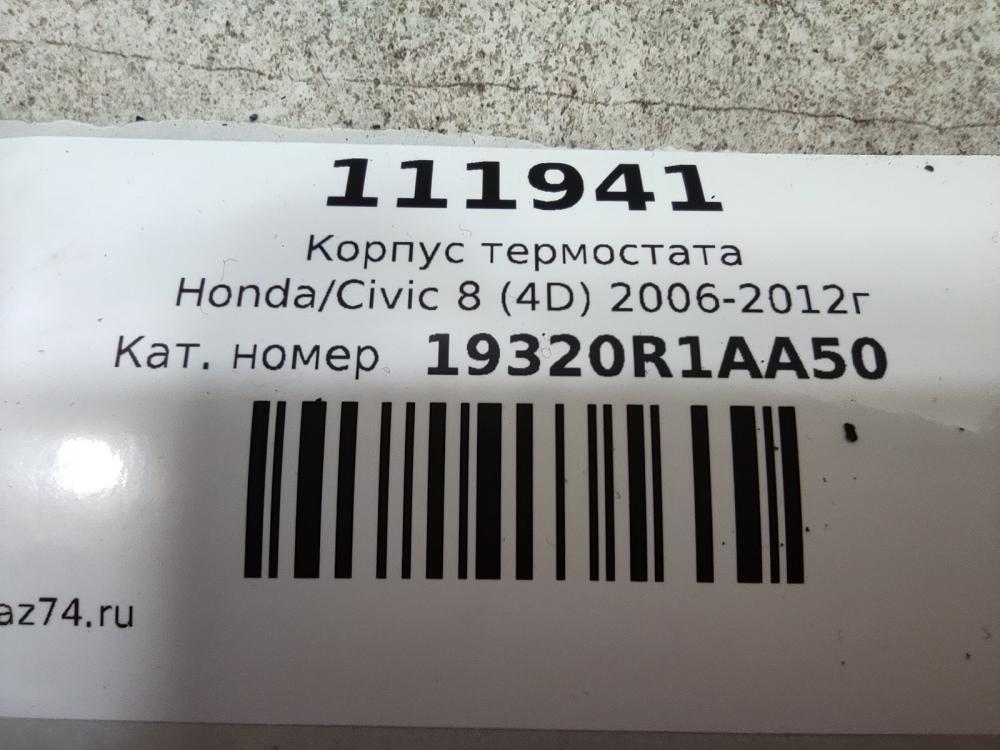 111941
Корпус термостата
Honda/Civic 8 (4D) 2006-2012г
Кат. номер 19320R1AA50
az74.ru